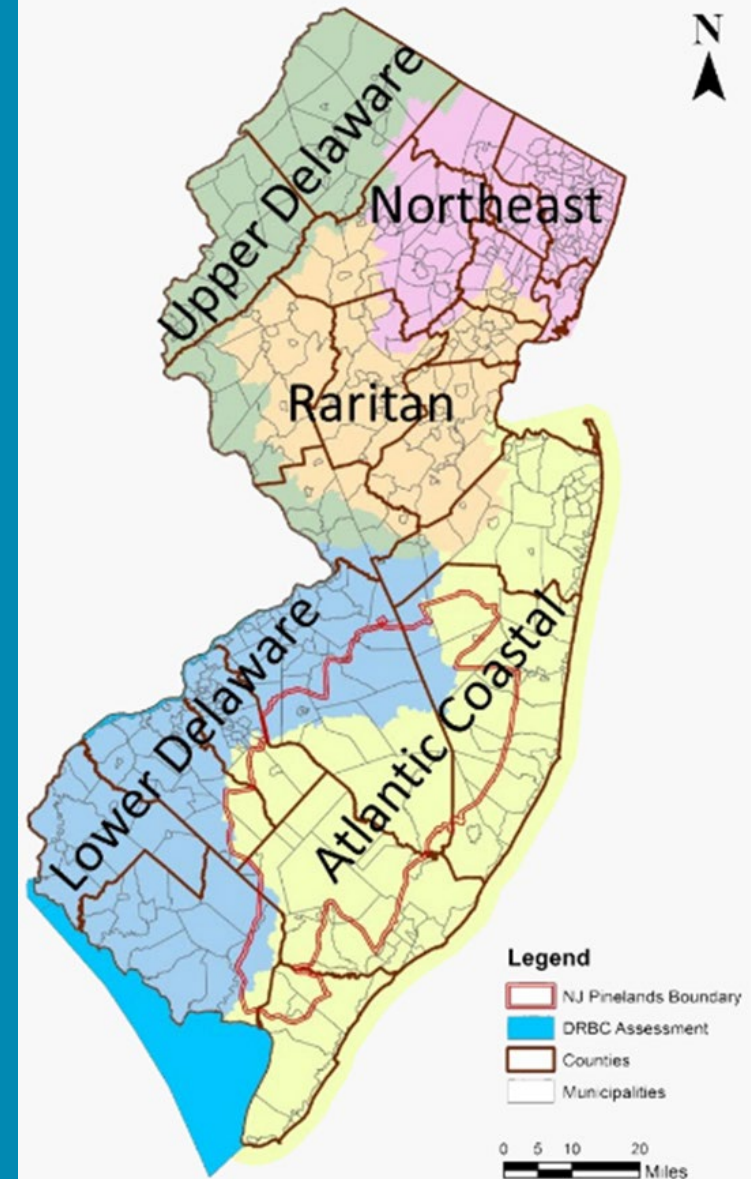 N
Upper Delaware
Northeast
Raritan
Lower Delaware
Atlantic Coastal
Legend
NJ Pinelands Boundary
DRBC Assessment
Counties
Municipalities
0 5 10 20
Miles